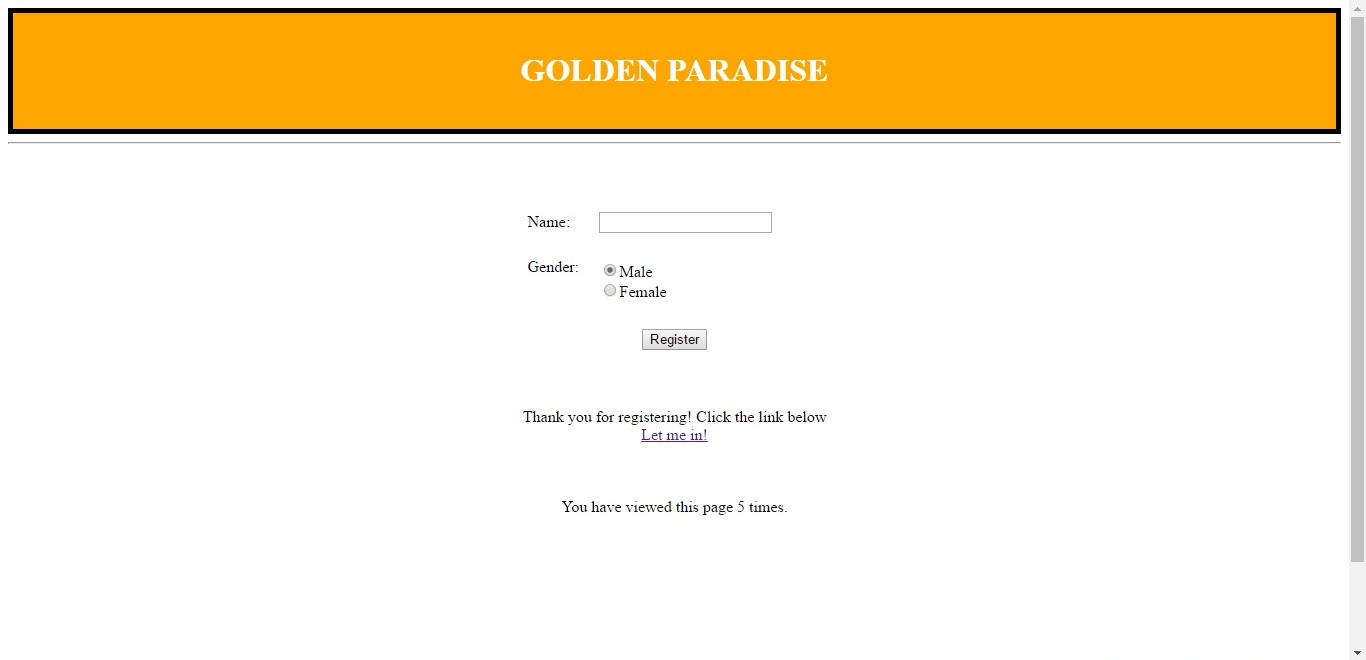 GOLDEN PARADISE
Name:
Gender:
Male
Female
Register
Thank you for registering! Click the link below
Let me in!
You have viewed this page 5 times.